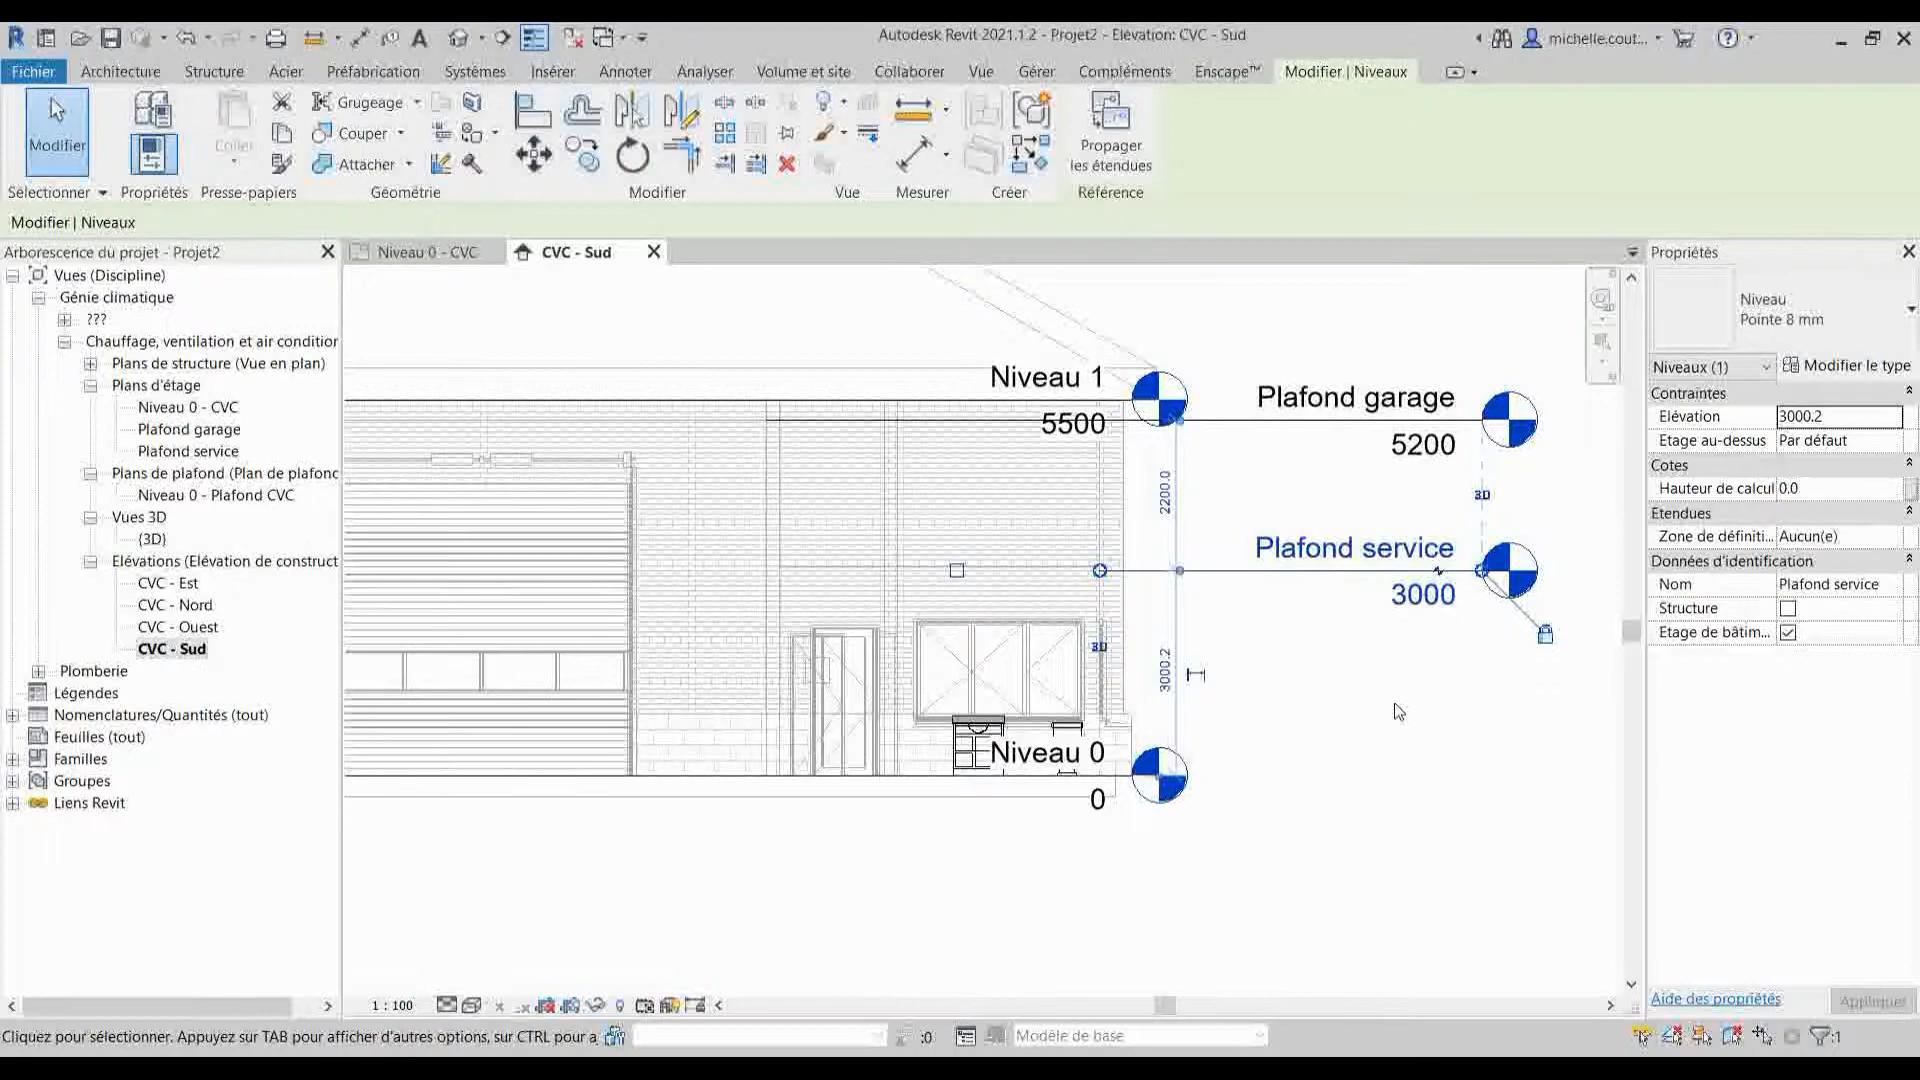 Autodesk Revit 2021.1.2 - Projet2 - Elévation: CVC - Sud
michelle.cout...
Fichier Architecture Structure Acier Préfabrication Systèmes Insérer Annoter Analyser Volume et site Collaborer Vue Gérer Compléments Enscape™ Modifier | Niveaux
Modifier
Coller
Grugeage
Couper
Attacher
Propager
les étendues
Sélectionner Propriétés Presse-papiers Géométrie Modifier Vue Mesurer Créer Référence
Modifier | Niveaux
Arborescence du projet - Projet2
Vues (Discipline)
Génie climatique
???
Chauffage, ventilation et air condition
Plans de structure (Vue en plan)
Plans d'étage
Niveau 0 - CVC
Plafond garage
Plafond service
Plans de plafond (Plan de plafond
Niveau 0 - Plafond CVC
Vues 3D
(3D)
Elévations (Elévation de construct
CVC - Est
CVC - Nord
CVC - Ouest
CVC - Sud
Plomberie
Légendes
Nomenclatures/Quantités (tout)
Feuilles (tout)
Familles
Groupes
Liens Revit
Niveau 0 - CVC
CVC - Sud
Niveau 1
5500
Plafond garage
5200
2200.0
3D
Plafond service
3000
3D
3000.2
Niveau 0
0
Propriétés
Niveau
Pointe 8 mm
Niveaux (1) Modifier le type
Contraintes
Elévation 3000.2
Etage au-dessus Par défaut
Cotes
Hauteur de calcul 0.0
Etendues
Zone de définiti... Aucun(e)
Données d'identification
Nom Plafond service
Structure
Etage de bâtim...
Aide des propriétés Appliquer
1 : 100
Cliquez pour sélectionner. Appuyez sur TAB pour afficher d'autres options, sur CTRL pour a
:0
Modèle de base
:1